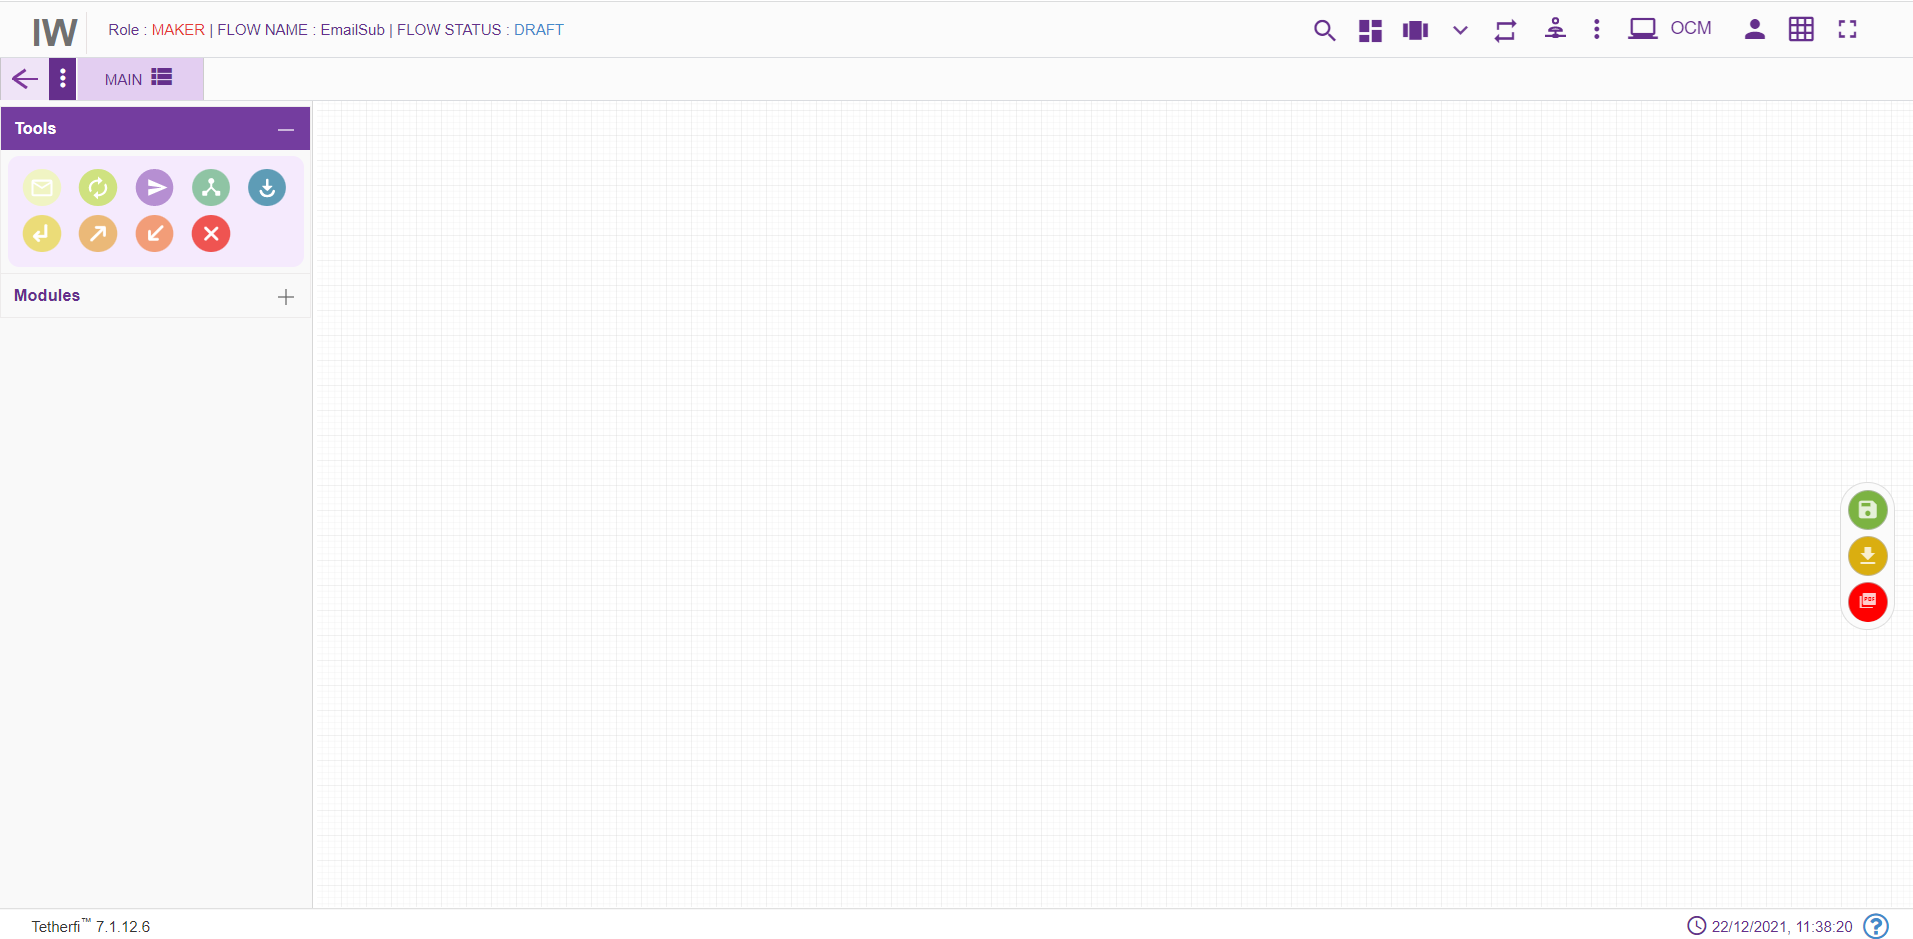 IW
Role : MAKER | FLOW NAME : EmailSub | FLOW STATUS : DRAFT
OCM
MAIN
Tools
Modules
PDF
Tetherfi™ 7.1.12.6
22/12/2021, 11:38:20
?